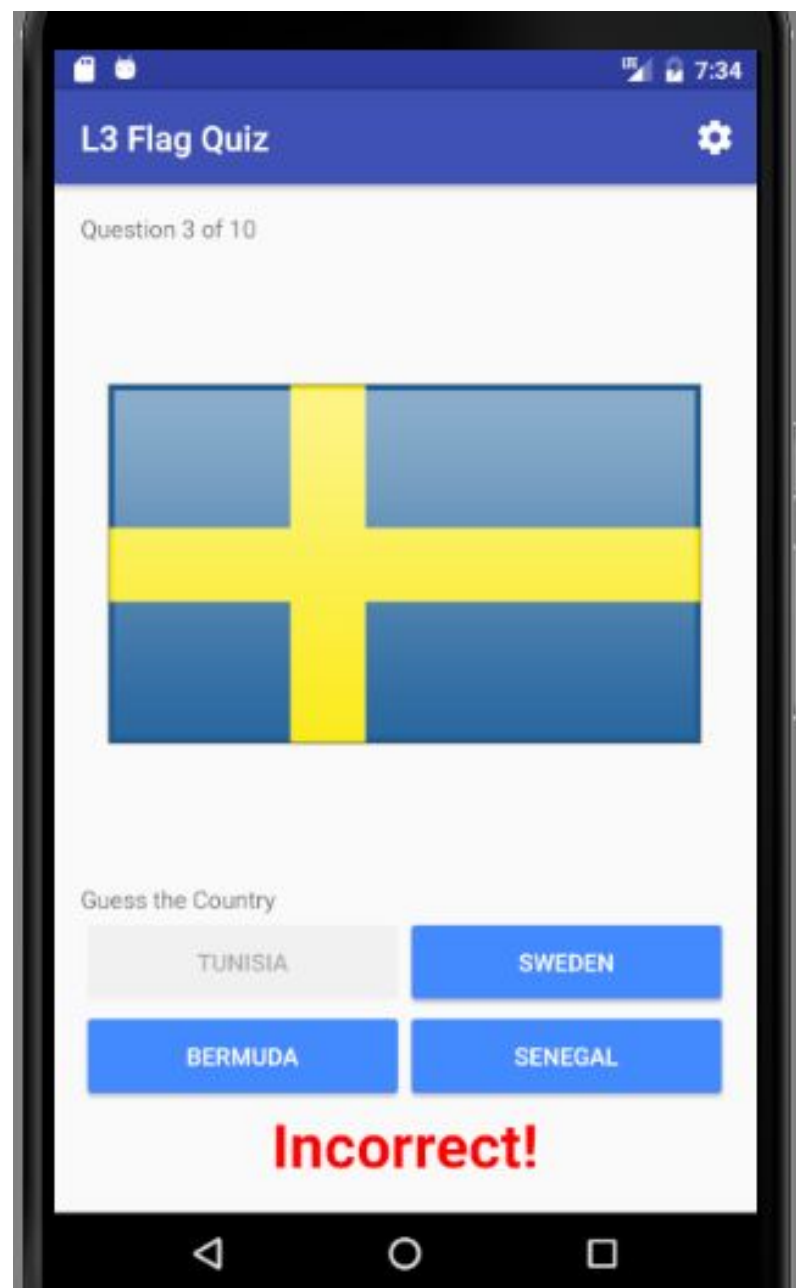 7:34
L3 Flag Quiz
Question 3 of 10
Guess the Country
TUNISIA SWEDEN
BERMUDA SENEGAL
Incorrect!